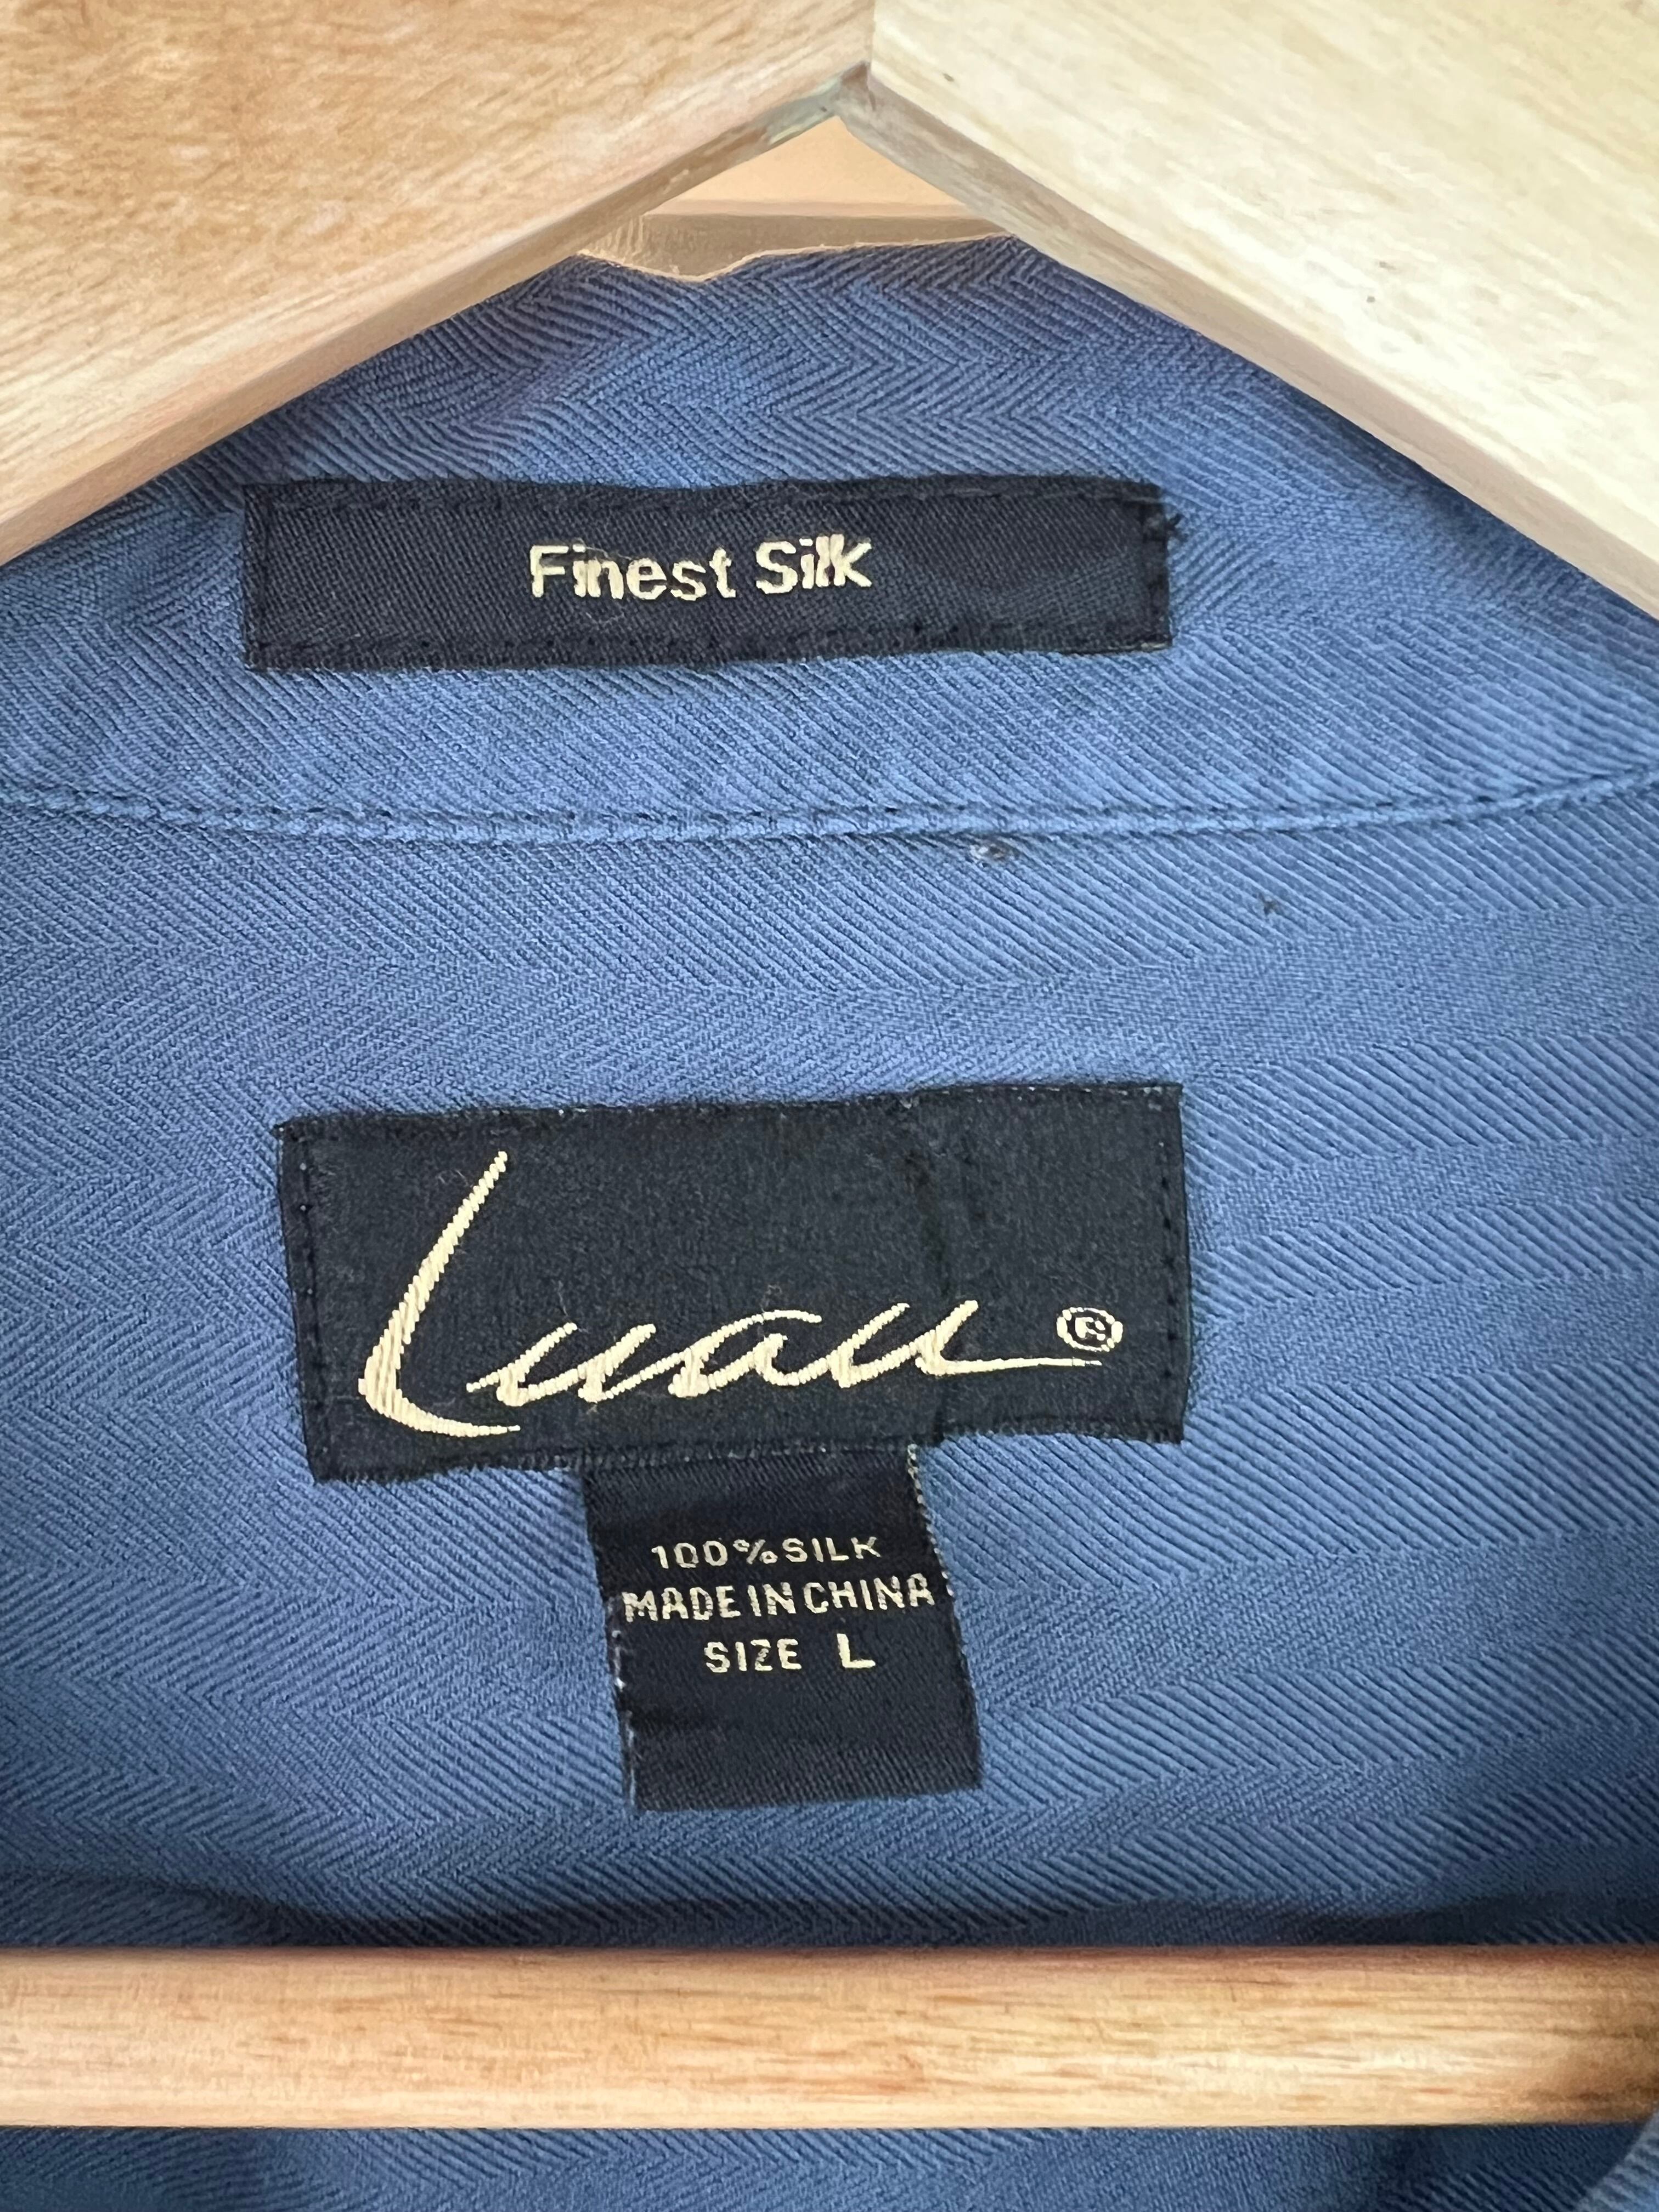 Finest Silk
Luau®
100%SILK
MADE IN CHINA
SIZE L